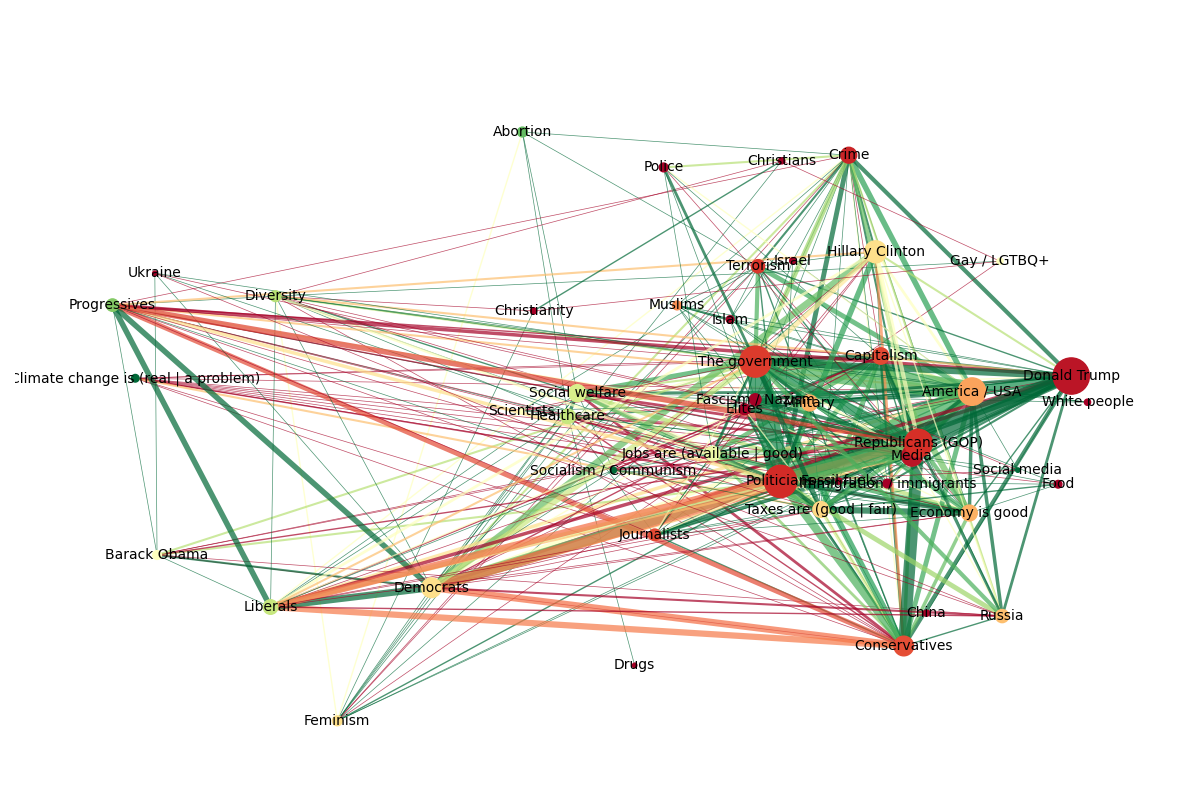 Abortion
Crime
Christians
Police
Hillary Clinton
Gay / LGTBQ+
Israel
Terrorism
Ukraine
Diversity
Progressives
Muslims
Christianity
Islam
Capitalism
The government
Donald Trump
Climate change is (real | a problem)
America / USA
Social welfare
Fascism / Nazism
Military
White people
Elites
Scientists
Healthcare
Republicans (GOP)
Jobs are (available | good)
Media
Socialism / Communism
Social media
Politicians
Fossil fuels
Immigration / immigrants
Food
Taxes are (good | fair)
Economy is good
Journalists
Barack Obama
Democrats
Liberals
China
Russia
Conservatives
Drugs
Feminism